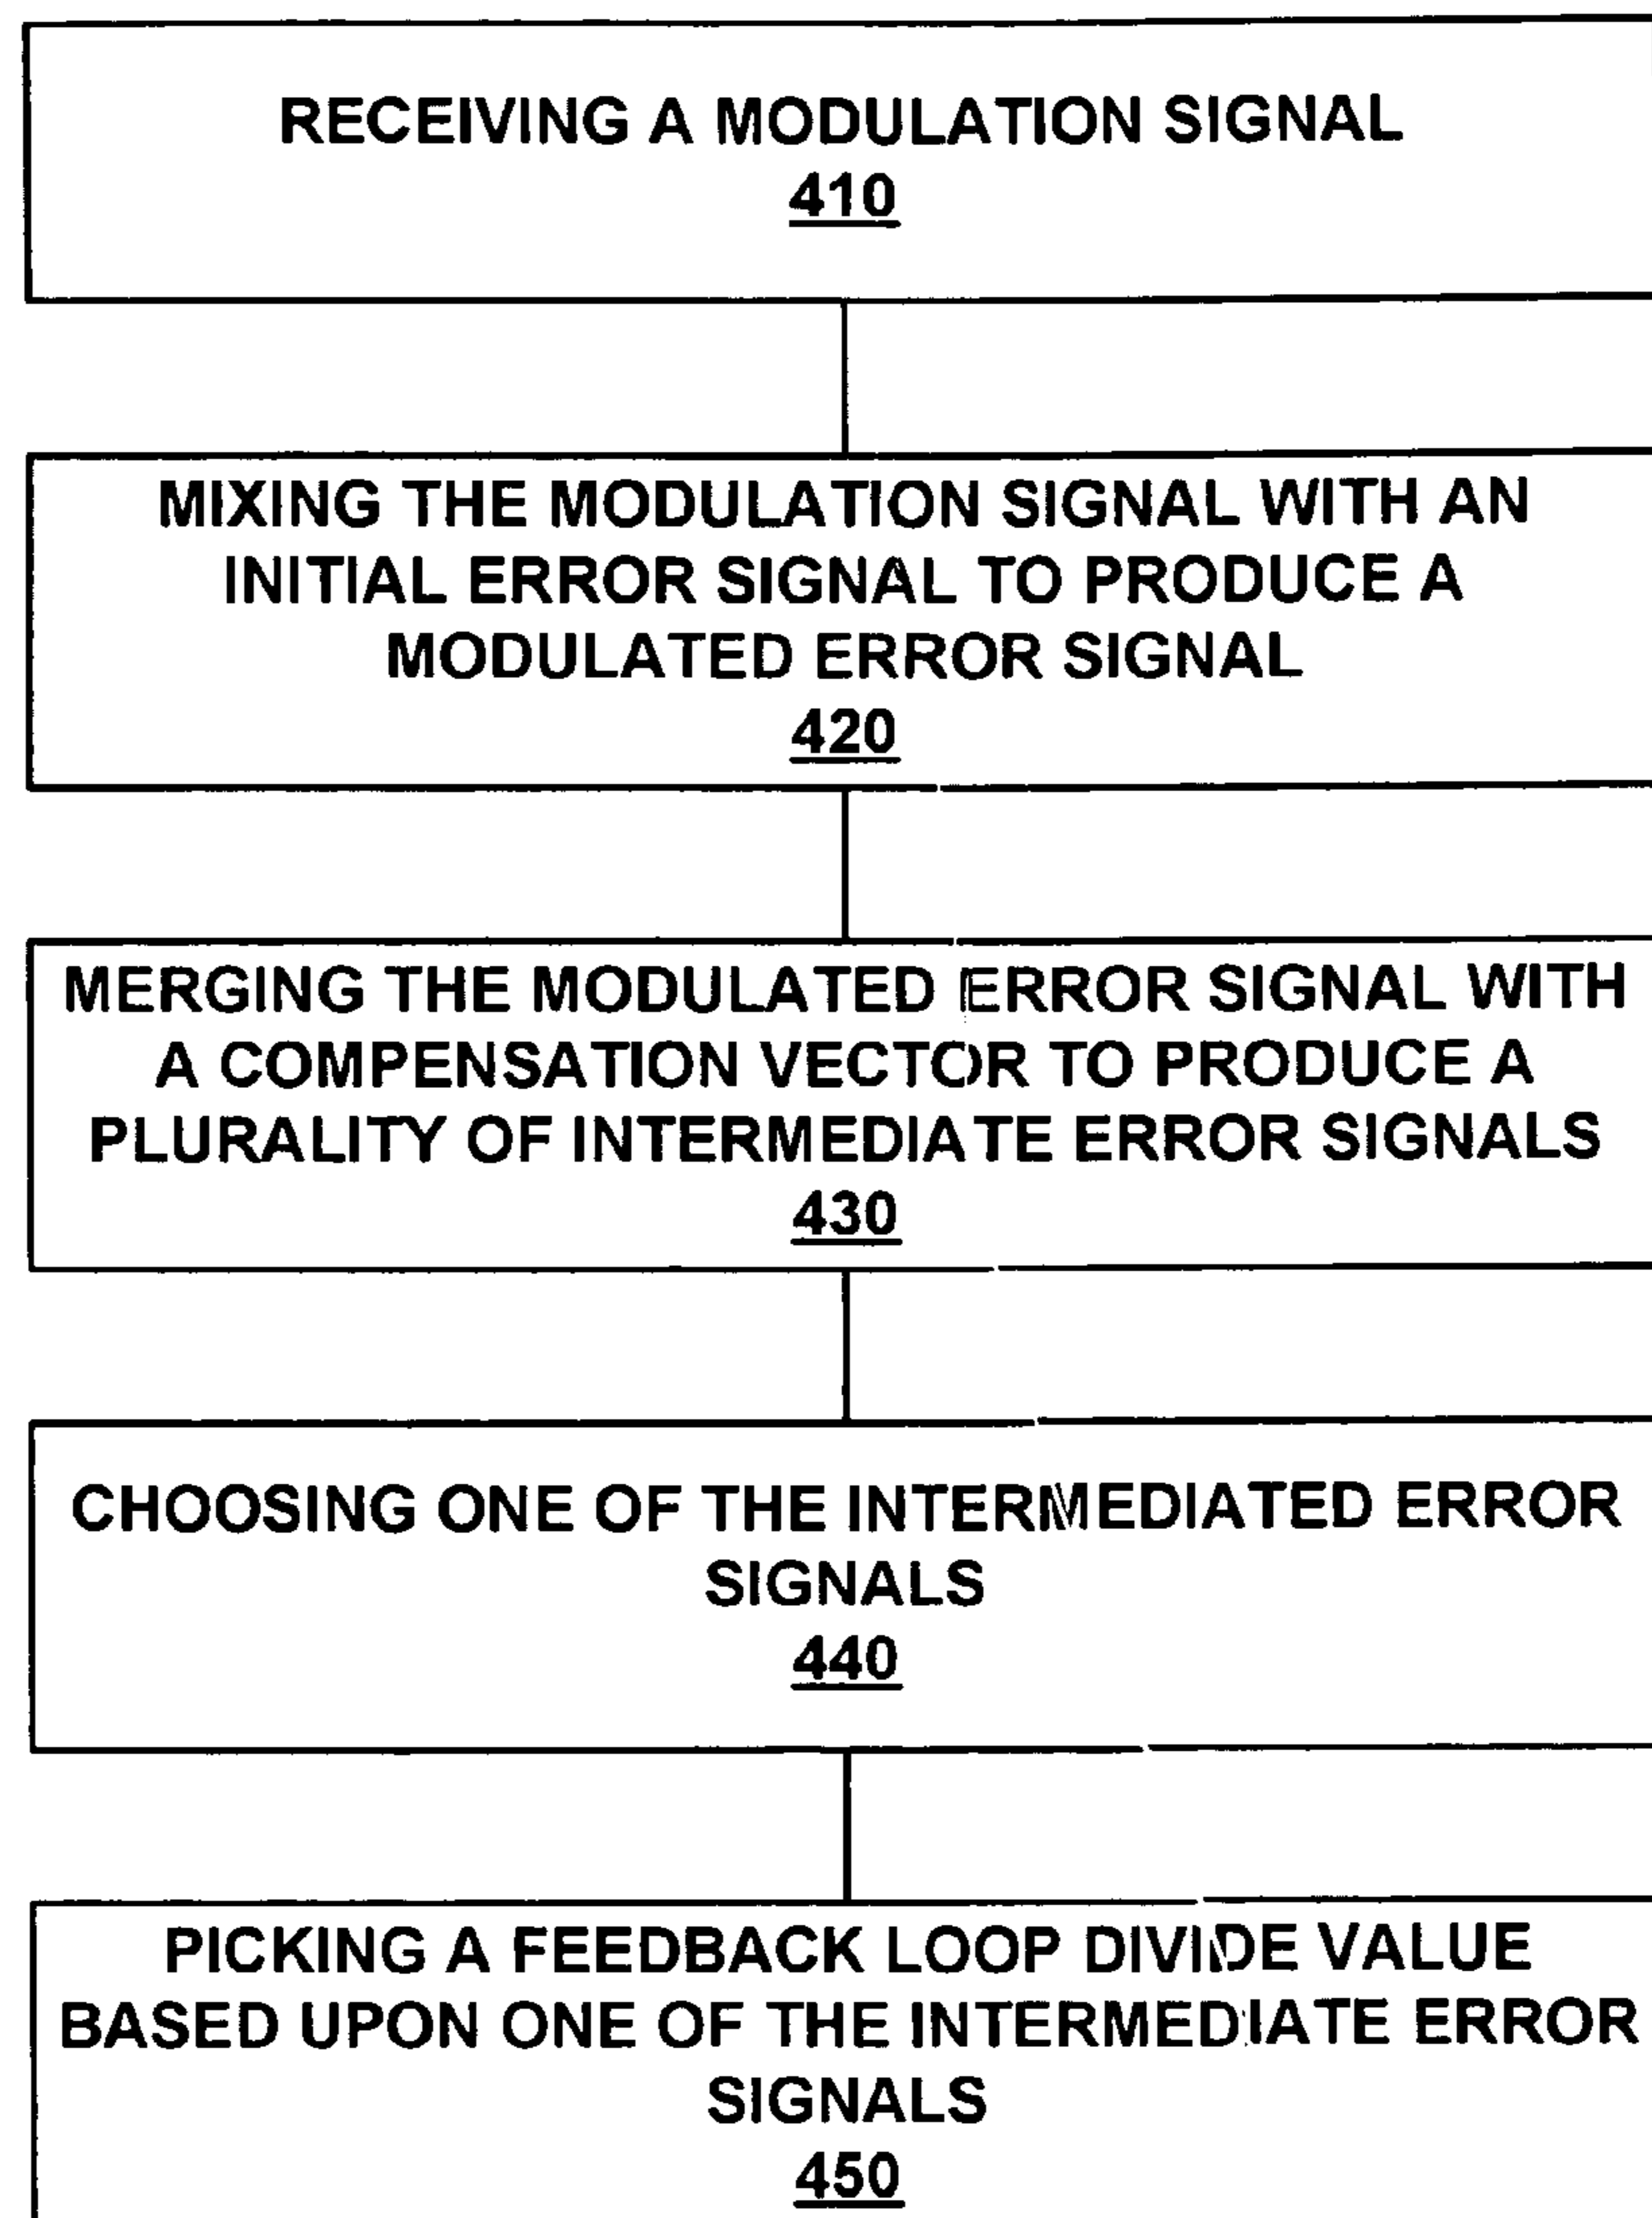 RECEIVING A MODULATION SIGNAL
410
MIXING THE MODULATION SIGNAL WITH AN
INITIAL ERROR SIGNAL TO PRODUCE A
MODULATED ERROR SIGNAL
420
MERGING THE MODULATED ERROR SIGNAL WITH
A COMPENSATION VECTOR TO PRODUCE A
PLURALITY OF INTERMEDIATE ERROR SIGNALS
430
CHOOSING ONE OF THE INTERMEDIATED ERROR
SIGNALS
440
PICKING A FEEDBACK LOOP DIVIDE VALUE
BASED UPON ONE OF THE INTERMEDIATE ERROR
SIGNALS
450